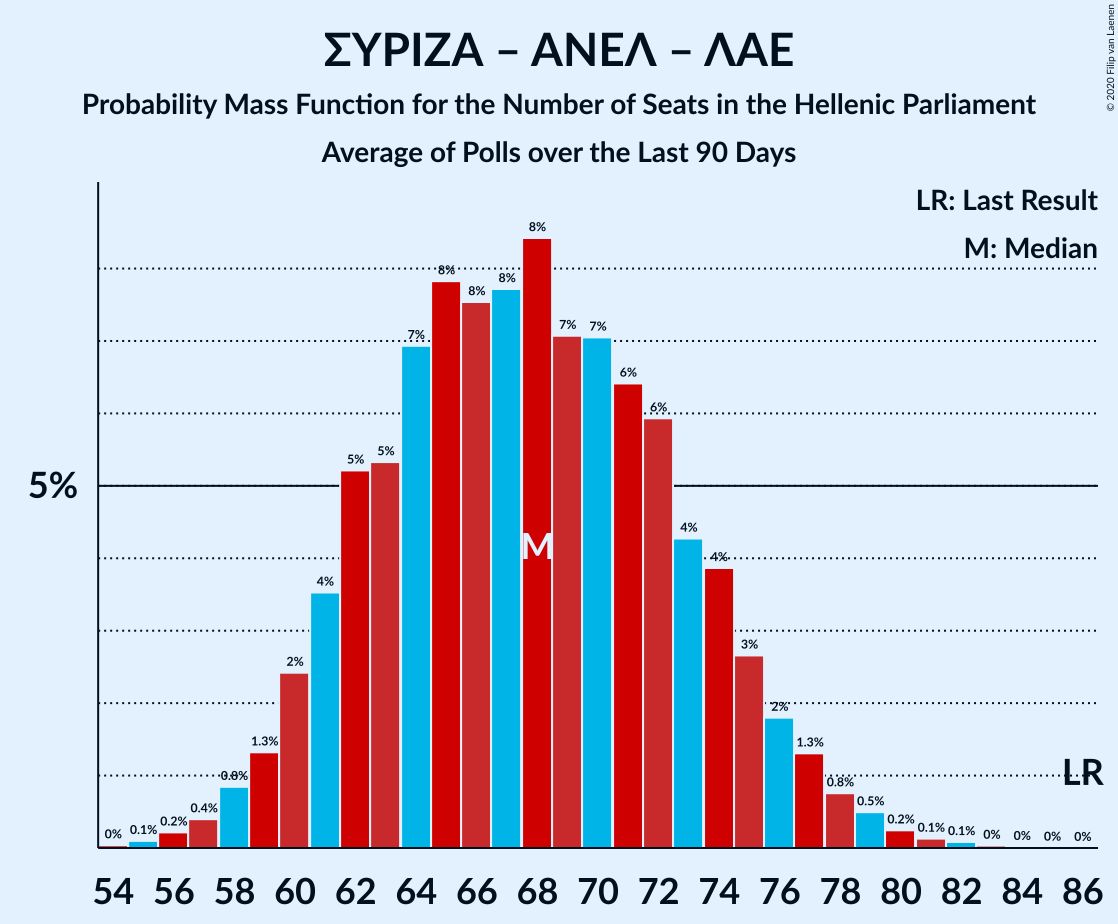 ΣΥΡΙΖΑ – ΑΝΕΛ – ΛΑΕ
Probability Mass Function for the Number of Seats in the Hellenic Parliament
Average of Polls over the Last 90 Days
© 2020 Filip van Laenen
LR: Last Result
M: Median
5%
0% 0.1% 0.2% 0.4% 0.8% 1.3% 2% 4% 5% 5% 7% 8% 8% 8% 8% 7% 7% 6% 6% 4% 4% 3% 2% 1.3% 0.8% 0.5% 0.2% 0.1% 0.1% 0% 0% 0% 0%
M
LR
54 56 58 60 62 64 66 68 70 72 74 76 78 80 82 84 86